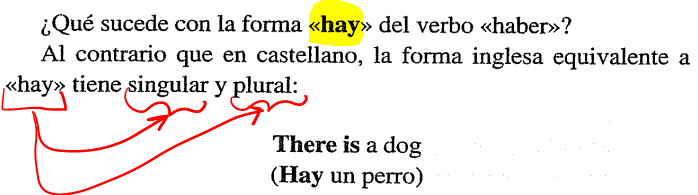 ¿Qué sucede con la forma «hay» del verbo «haber»?
Al contrario que en castellano, la forma inglesa equivalente a
«hay» tiene singular y plural:
There is a dog
(Hay un perro)